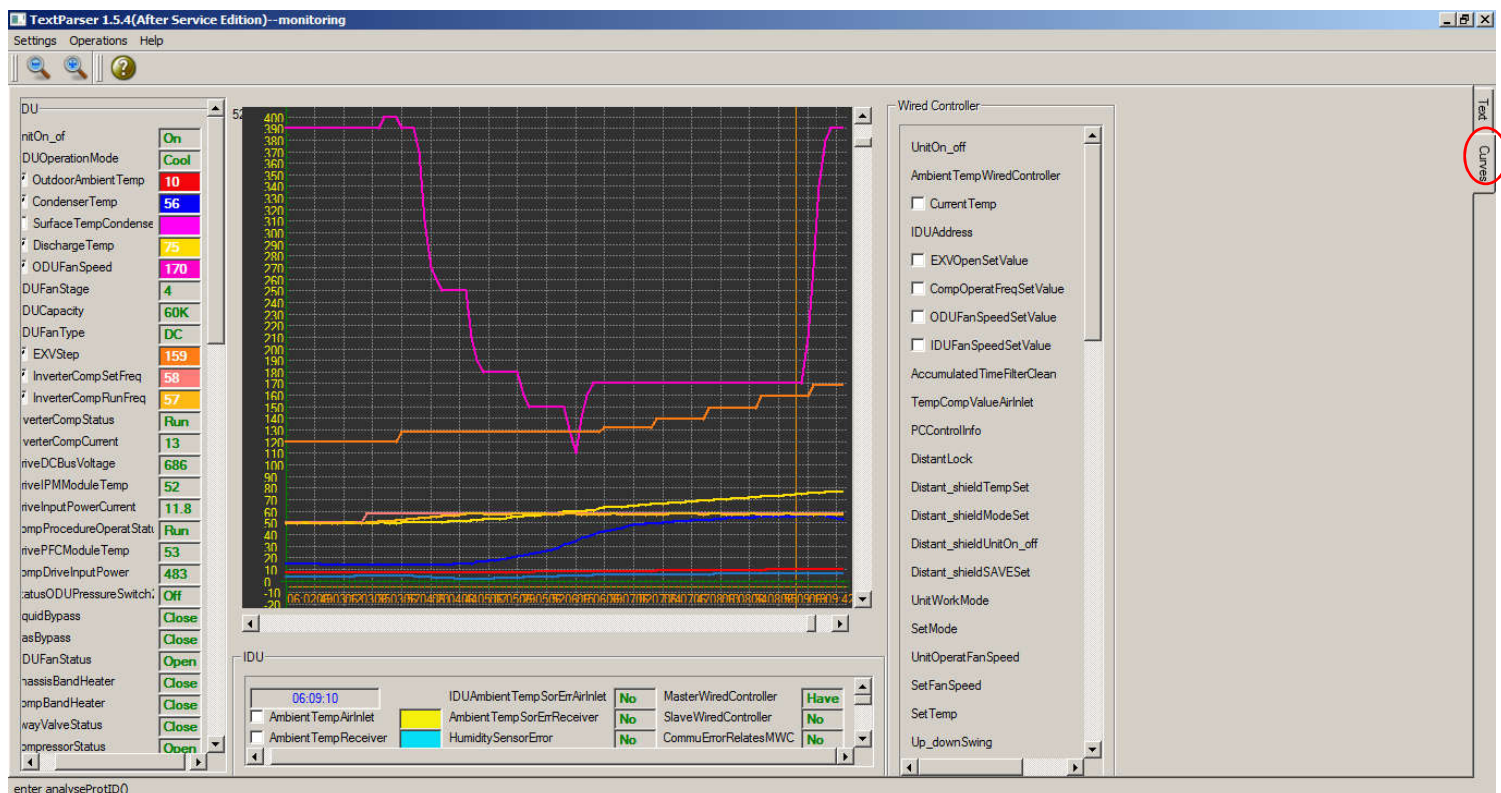 TextParser 1.5.4(After Service Edition)--monitoring
Settings Operations Help
DU
nitOn_of On
DUOperationMode Cool
OutdoorAmbientTemp 10
CondenserTemp 56
SurfaceTempCondense
DischargeTemp 75
ODUFanSpeed 170
DUFanStage 4
DUCapacity 60K
DUFanType DC
EXVStep 159
InverterCompSetFreq 58
InverterCompRunFreq 57
verterCompStatus Run
verterCompCurrent 13
riveDCBusVoltage 686
riveIPMModuleTemp 52
riveInputPowerCurrent 11.8
ompProcedureOperatStatu Run
rivePFCModuleTemp 53
ompDriveInputPower 483
tatusODUPressureSwitch Off
quidBypass Close
asBypass Close
DUFanStatus Open
hassisBandHeater Close
ompBandHeater Close
wayValveStatus Close
ompressorStatus Open
52
400
390
380
370
360
350
340
330
320
310
300
290
280
270
260
250
240
230
220
210
200
190
180
170
160
150
140
130
120
110
100
90
80
70
60
50
40
30
20
10
0
-10
-20
IDU
06:09:10 IDUAmbientTempSorErrAirInlet No MasterWiredController Have
AmbientTempAirInlet AmbientTempSorErrReceiver No SlaveWiredController No
AmbientTempReceiver HumiditySensorError No CommuErrorRelatesMWC No
Wired Controller
UnitOn_off
AmbientTempWiredController
CurrentTemp
IDUAddress
EXVOpenSetValue
CompOperatFreqSetValue
ODUFanSpeedSetValue
IDUFanSpeedSetValue
AccumulatedTimeFilterClean
TempCompValueAirInlet
PCControlInfo
DistantLock
Distant_shieldTempSet
Distant_shieldModeSet
Distant_shieldUnitOn_off
Distant_shieldSAVESet
UnitWorkMode
SetMode
UnitOperatFanSpeed
SetFanSpeed
SetTemp
Up_downSwing
Text
Curves
enter analyseProtID()